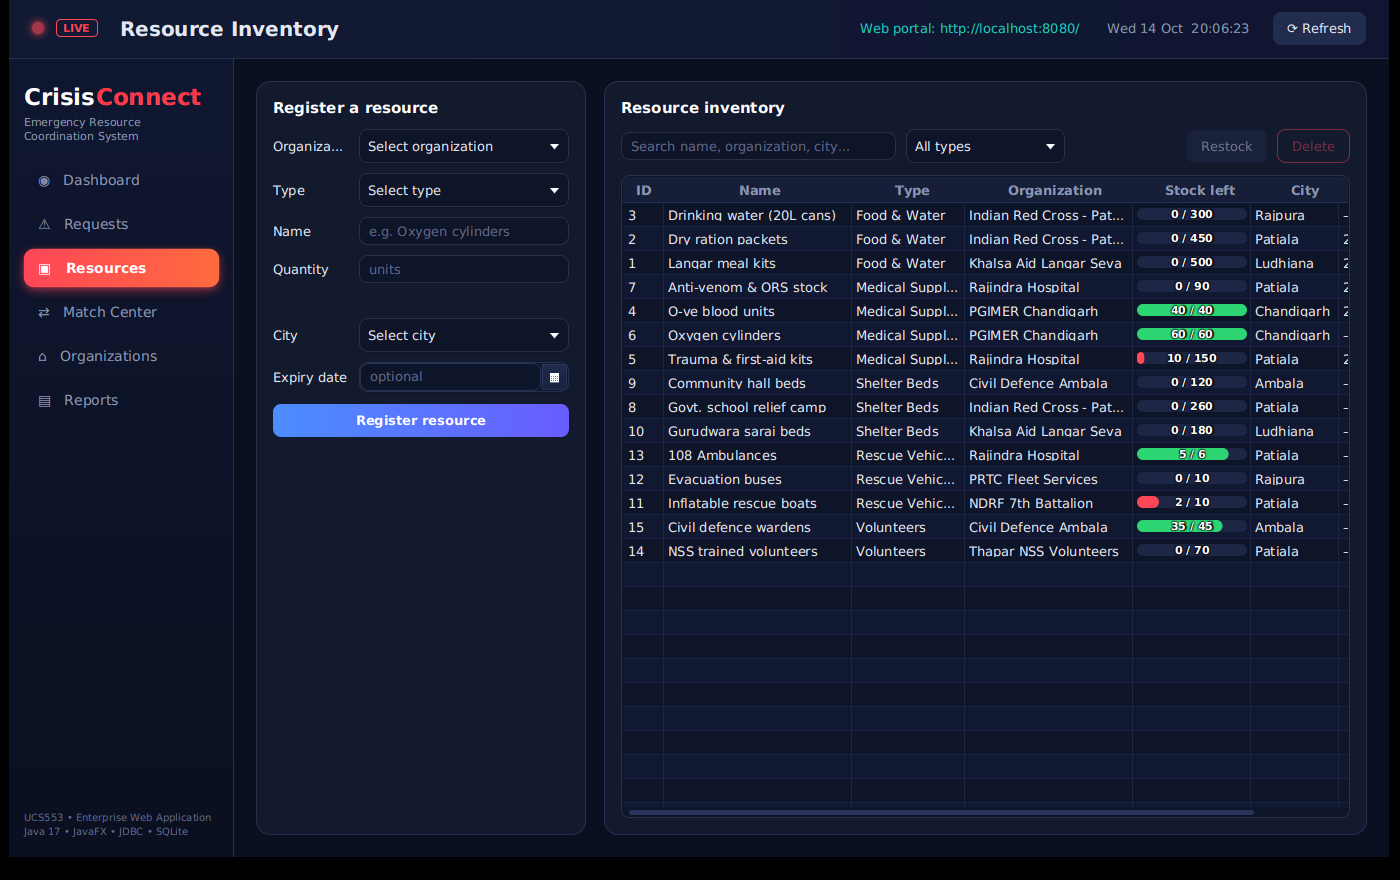 LIVE
Resource Inventory
Web portal: http://localhost:8080/
Wed 14 Oct 20:06:23
⟳ Refresh
CrisisConnect
Emergency Resource
Coordination System
Dashboard
Requests
Resources
Match Center
Organizations
Reports
UCS553 • Enterprise Web Application
Java 17 • JavaFX • JDBC • SQLite
Register a resource
Organiza... Select organization
Type Select type
Name e.g. Oxygen cylinders
Quantity units
City Select city
Expiry date optional
Register resource
Resource inventory
Search name, organization, city... All types Restock Delete
ID Name Type Organization Stock left City
3 Drinking water (20L cans) Food & Water Indian Red Cross - Pat... 0 / 300 Rajpura –
2 Dry ration packets Food & Water Indian Red Cross - Pat... 0 / 450 Patiala 2
1 Langar meal kits Food & Water Khalsa Aid Langar Seva 0 / 500 Ludhiana 2
7 Anti-venom & ORS stock Medical Suppl... Rajindra Hospital 0 / 90 Patiala 2
4 O-ve blood units Medical Suppl... PGIMER Chandigarh 40 / 40 Chandigarh 2
6 Oxygen cylinders Medical Suppl... PGIMER Chandigarh 60 / 60 Chandigarh –
5 Trauma & first-aid kits Medical Suppl... Rajindra Hospital 10 / 150 Patiala 2
9 Community hall beds Shelter Beds Civil Defence Ambala 0 / 120 Ambala –
8 Govt. school relief camp Shelter Beds Indian Red Cross - Pat... 0 / 260 Patiala –
10 Gurudwara sarai beds Shelter Beds Khalsa Aid Langar Seva 0 / 180 Ludhiana –
13 108 Ambulances Rescue Vehic... Rajindra Hospital 5 / 6 Patiala –
12 Evacuation buses Rescue Vehic... PRTC Fleet Services 0 / 10 Rajpura –
11 Inflatable rescue boats Rescue Vehic... NDRF 7th Battalion 2 / 10 Patiala –
15 Civil defence wardens Volunteers Civil Defence Ambala 35 / 45 Ambala –
14 NSS trained volunteers Volunteers Thapar NSS Volunteers 0 / 70 Patiala –